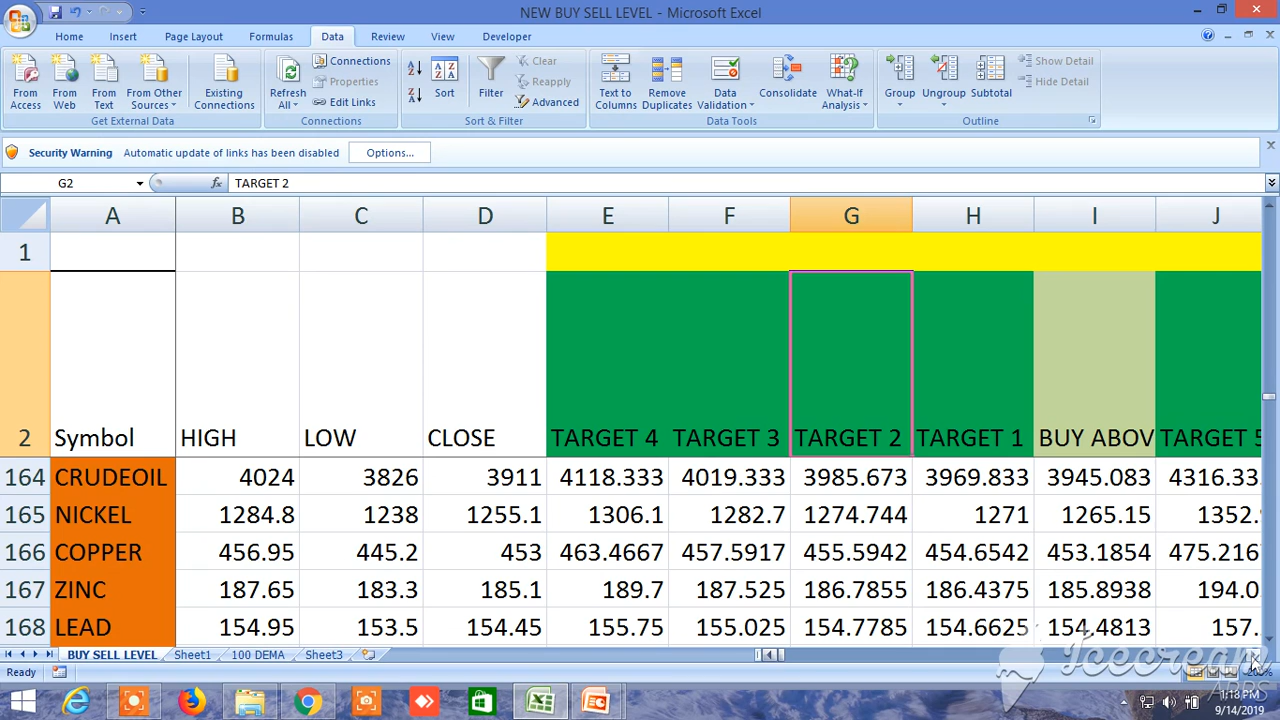 NEW BUY SELL LEVEL - Microsoft Excel
Home Insert Page Layout Formulas Data Review View Developer
From Access
From Web
From Text
From Other Sources
Existing Connections
Get External Data
Refresh All
Connections
Properties
Edit Links
Connections
Sort
Filter
Clear
Reapply
Advanced
Sort & Filter
Text to Columns
Remove Duplicates
Data Validation
Consolidate
What-If Analysis
Data Tools
Group
Ungroup
Subtotal
Show Detail
Hide Detail
Outline
Security Warning Automatic update of links has been disabled Options...
G2 fx TARGET 2
A B C D E F G H I J
1
2 Symbol HIGH LOW CLOSE TARGET 4 TARGET 3 TARGET 2 TARGET 1 BUY ABOV TARGET 5
164 CRUDEOIL 4024 3826 3911 4118.333 4019.333 3985.673 3969.833 3945.083 4316.33
165 NICKEL 1284.8 1238 1255.1 1306.1 1282.7 1274.744 1271 1265.15 1352.
166 COPPER 456.95 445.2 453 463.4667 457.5917 455.5942 454.6542 453.1854 475.216
167 ZINC 187.65 183.3 185.1 189.7 187.525 186.7855 186.4375 185.8938 194.0
168 LEAD 154.95 153.5 154.45 155.75 155.025 154.7785 154.6625 154.4813 157.
BUY SELL LEVEL Sheet1 100 DEMA Sheet3
Ready
Icecream
APPS
1:18 PM
9/14/2019